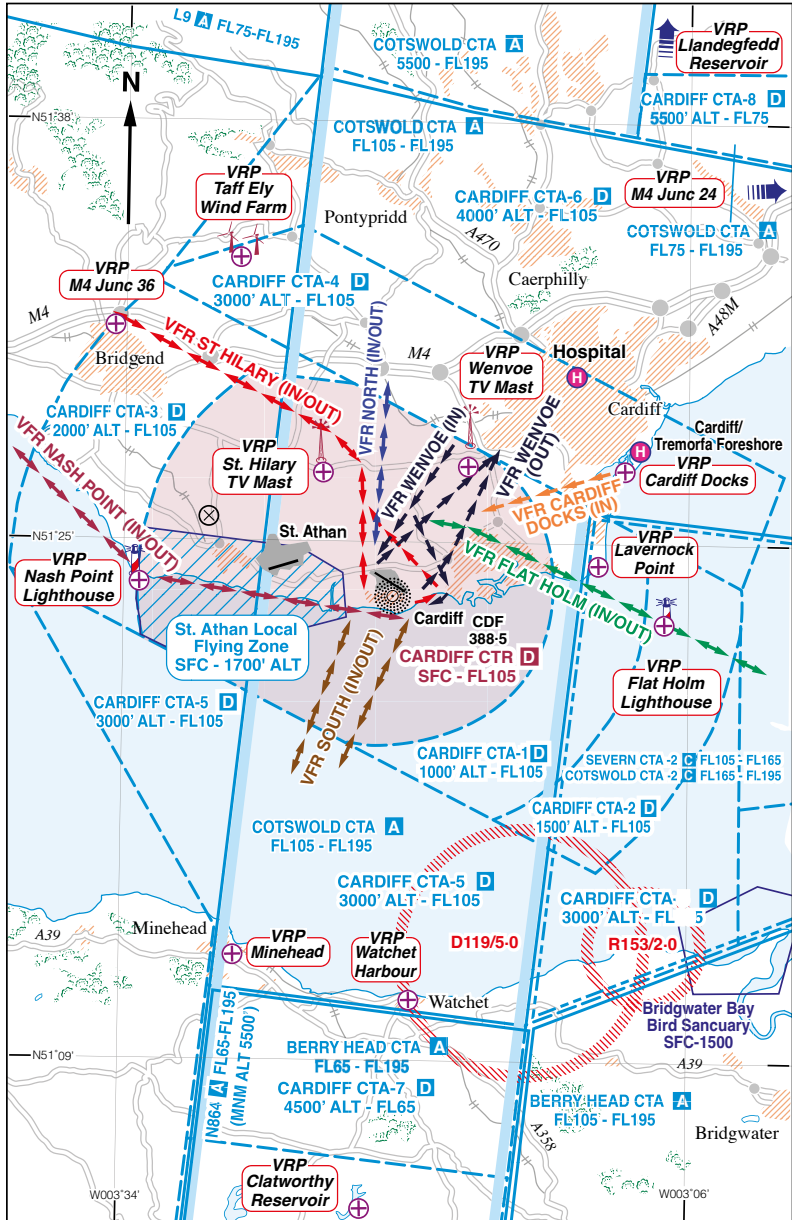 L9 A FL75-FL195
COTSWOLD CTA A
5500 - FL195
VRP
Llandegfedd
Reservoir
N
N51°38'
CARDIFF CTA-8 D
5500' ALT - FL75
COTSWOLD CTA A
FL105 - FL195
VRP
Taff Ely
Wind Farm
CARDIFF CTA-6 D
4000' ALT - FL105
VRP
M4 Junc 24
Pontypridd
A470
COTSWOLD CTA A
FL75 - FL195
VRP
M4 Junc 36
CARDIFF CTA-4 D
3000' ALT - FL105
Caerphilly
A48M
M4
Bridgend
VFR ST HILARY (IN/OUT)
VFR NORTH (IN/OUT)
M4
VRP
Wenvoe
TV Mast
Hospital
H
Cardiff
CARDIFF CTA-3 D
2000' ALT - FL105
VFR WENVOE (IN)
VFR WENVOE
(OUT)
Cardiff/
Tremorfa Foreshore
H
VRP
St. Hilary
TV Mast
VRP
Cardiff Docks
VFR NASH POINT (IN/OUT)
VFR CARDIFF
DOCKS (IN)
N51°25'
St. Athan
VRP
Nash Point
Lighthouse
VFR FLAT HOLM (IN/OUT)
VRP
Lavernock
Point
St. Athan Local
Flying Zone
SFC - 1700' ALT
Cardiff
CDF
388·5
CARDIFF CTR D
SFC - FL105
VRP
Flat Holm
Lighthouse
VFR SOUTH (IN/OUT)
CARDIFF CTA-5 D
3000' ALT - FL105
CARDIFF CTA-1 D
1000' ALT - FL105
SEVERN CTA -2 C FL105 - FL165
COTSWOLD CTA -2 C FL165 - FL195
CARDIFF CTA-2 D
1500' ALT - FL105
COTSWOLD CTA A
FL105 - FL195
CARDIFF CTA-5 D
3000' ALT - FL105
CARDIFF CTA- D
3000' ALT - FL 5
A39
Minehead
VRP
Minehead
VRP
Watchet
Harbour
D119/5·0
R153/2·0
Watchet
Bridgwater Bay
Bird Sancuary
SFC-1500
N51°09'
N864 A FL65-FL195
(MNM ALT 5500')
BERRY HEAD CTA A
FL65 - FL195
CARDIFF CTA-7 D
4500' ALT - FL65
A39
BERRY HEAD CTA A
FL105 - FL195
A358
Bridgwater
VRP
Clatworthy
Reservoir
W003°34'
W003°06'